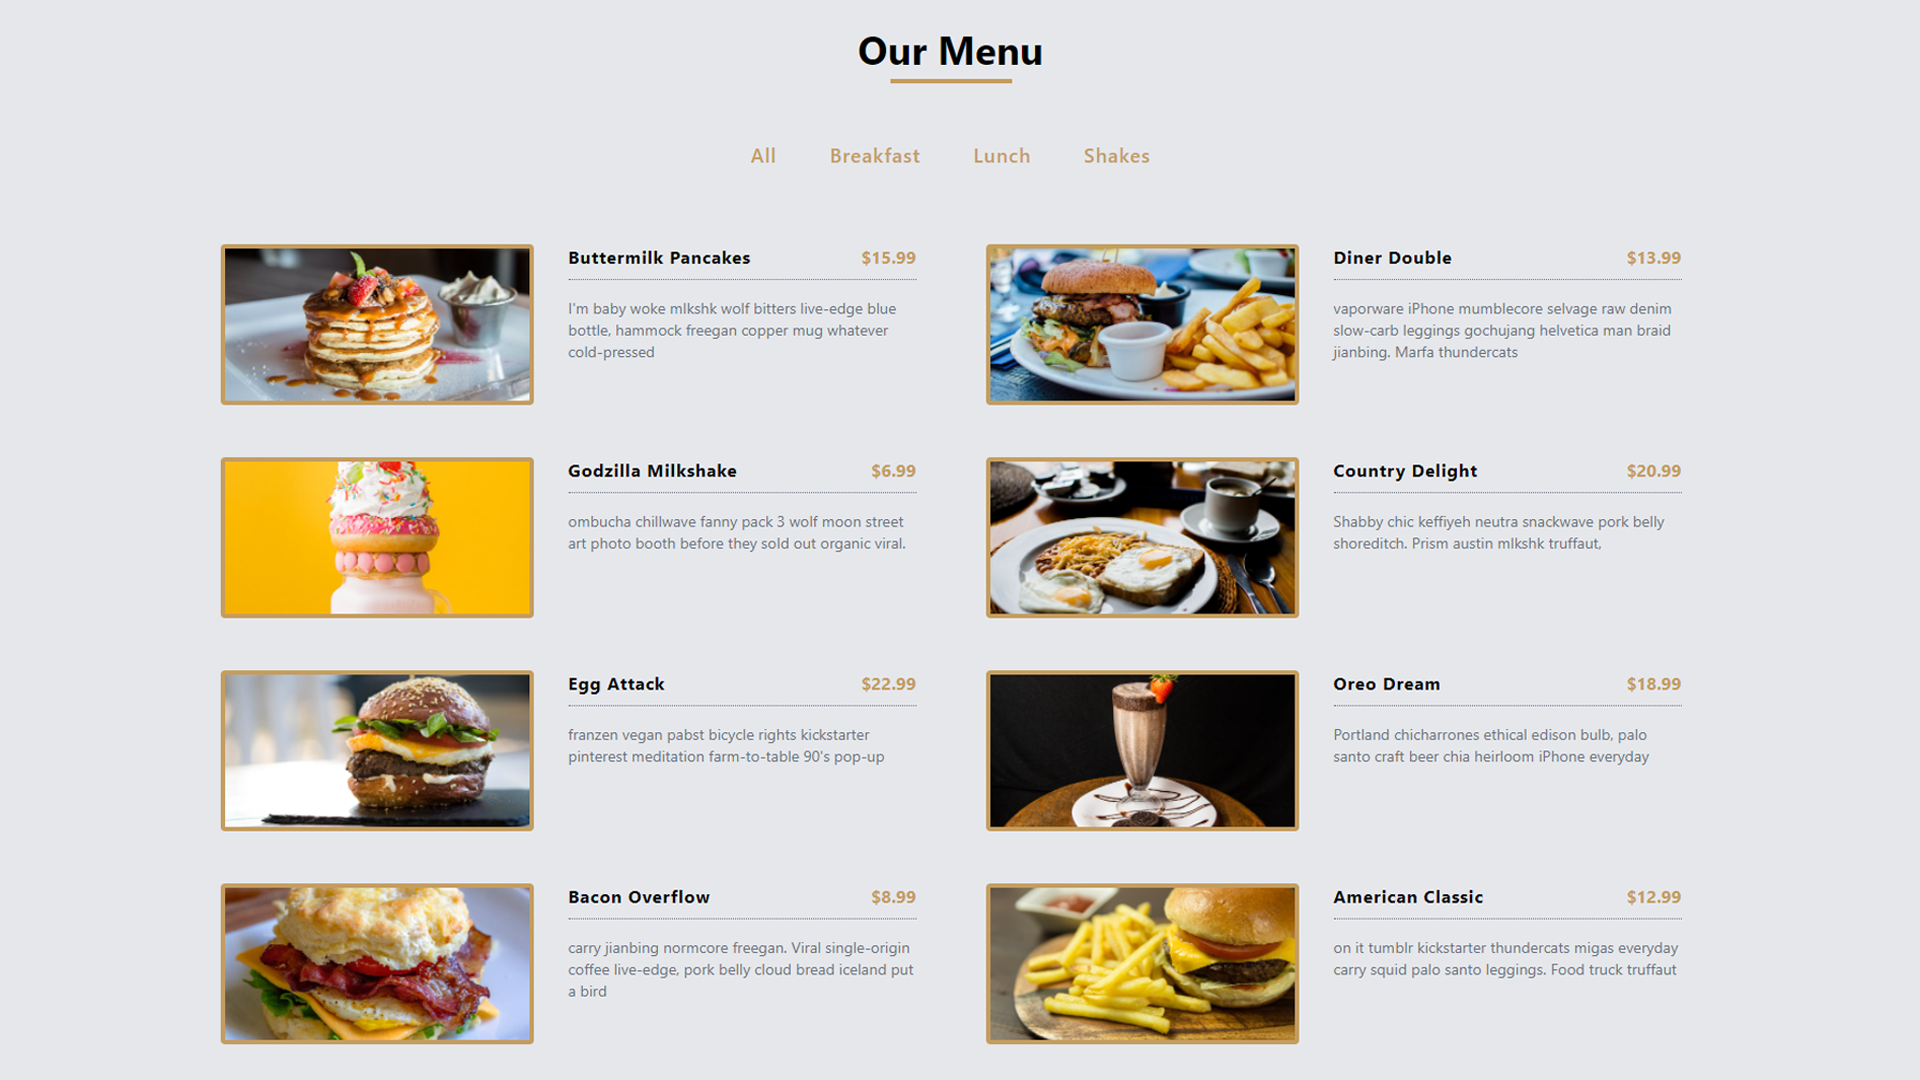 Our Menu
All Breakfast Lunch Shakes
Buttermilk Pancakes $15.99
I'm baby woke mlkshk wolf bitters live-edge blue
bottle, hammock freegan copper mug whatever
cold-pressed
Diner Double $13.99
vaporware iPhone mumblecore selvage raw denim
slow-carb leggings gochujang helvetica man braid
jianbing. Marfa thundercats
Godzilla Milkshake $6.99
ombucha chillwave fanny pack 3 wolf moon street
art photo booth before they sold out organic viral.
Country Delight $20.99
Shabby chic keffiyeh neutra snackwave pork belly
shoreditch. Prism austin mlkshk truffaut,
Egg Attack $22.99
franzen vegan pabst bicycle rights kickstarter
pinterest meditation farm-to-table 90's pop-up
Oreo Dream $18.99
Portland chicharrones ethical edison bulb, palo
santo craft beer chia heirloom iPhone everyday
Bacon Overflow $8.99
carry jianbing normcore freegan. Viral single-origin
coffee live-edge, pork belly cloud bread iceland put
a bird
American Classic $12.99
on it tumblr kickstarter thundercats migas everyday
carry squid palo santo leggings. Food truck truffaut